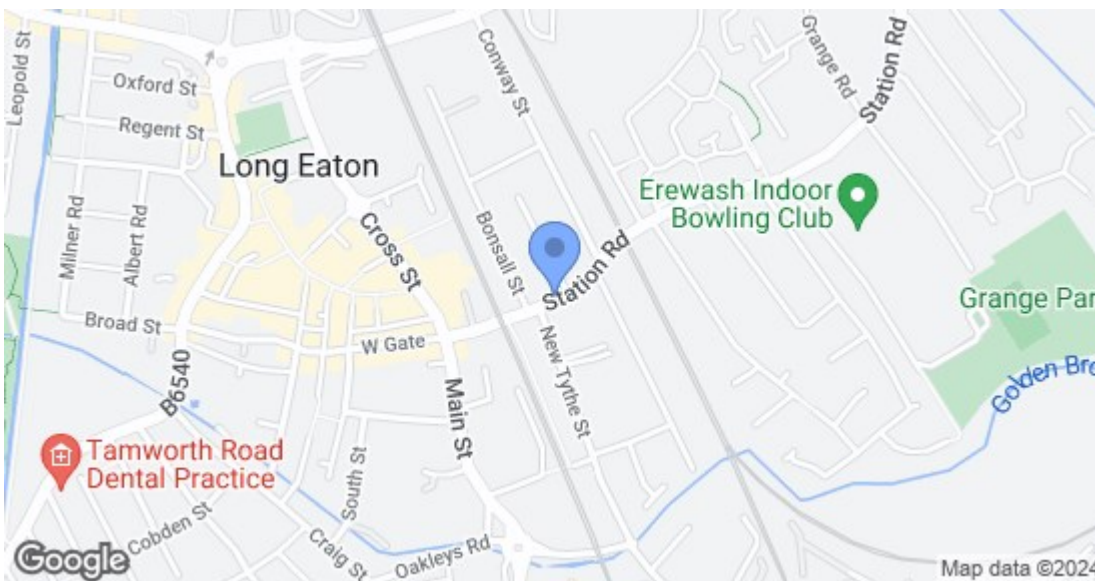 Leopold St
Oxford St
Regent St
Long Eaton
Milner Rd
Albert Rd
Broad St
B6540
W Gate
Cross St
Main St
Conway St
Bonsall St
Station Rd
New Tythe St
Grange Rd
Station Rd
Erewash Indoor
Bowling Club
Grange Par
Golden Bro
Tamworth Road
Dental Practice
South St
Cobden St
Craig St
Oakleys Rd
Google
Map data ©2024